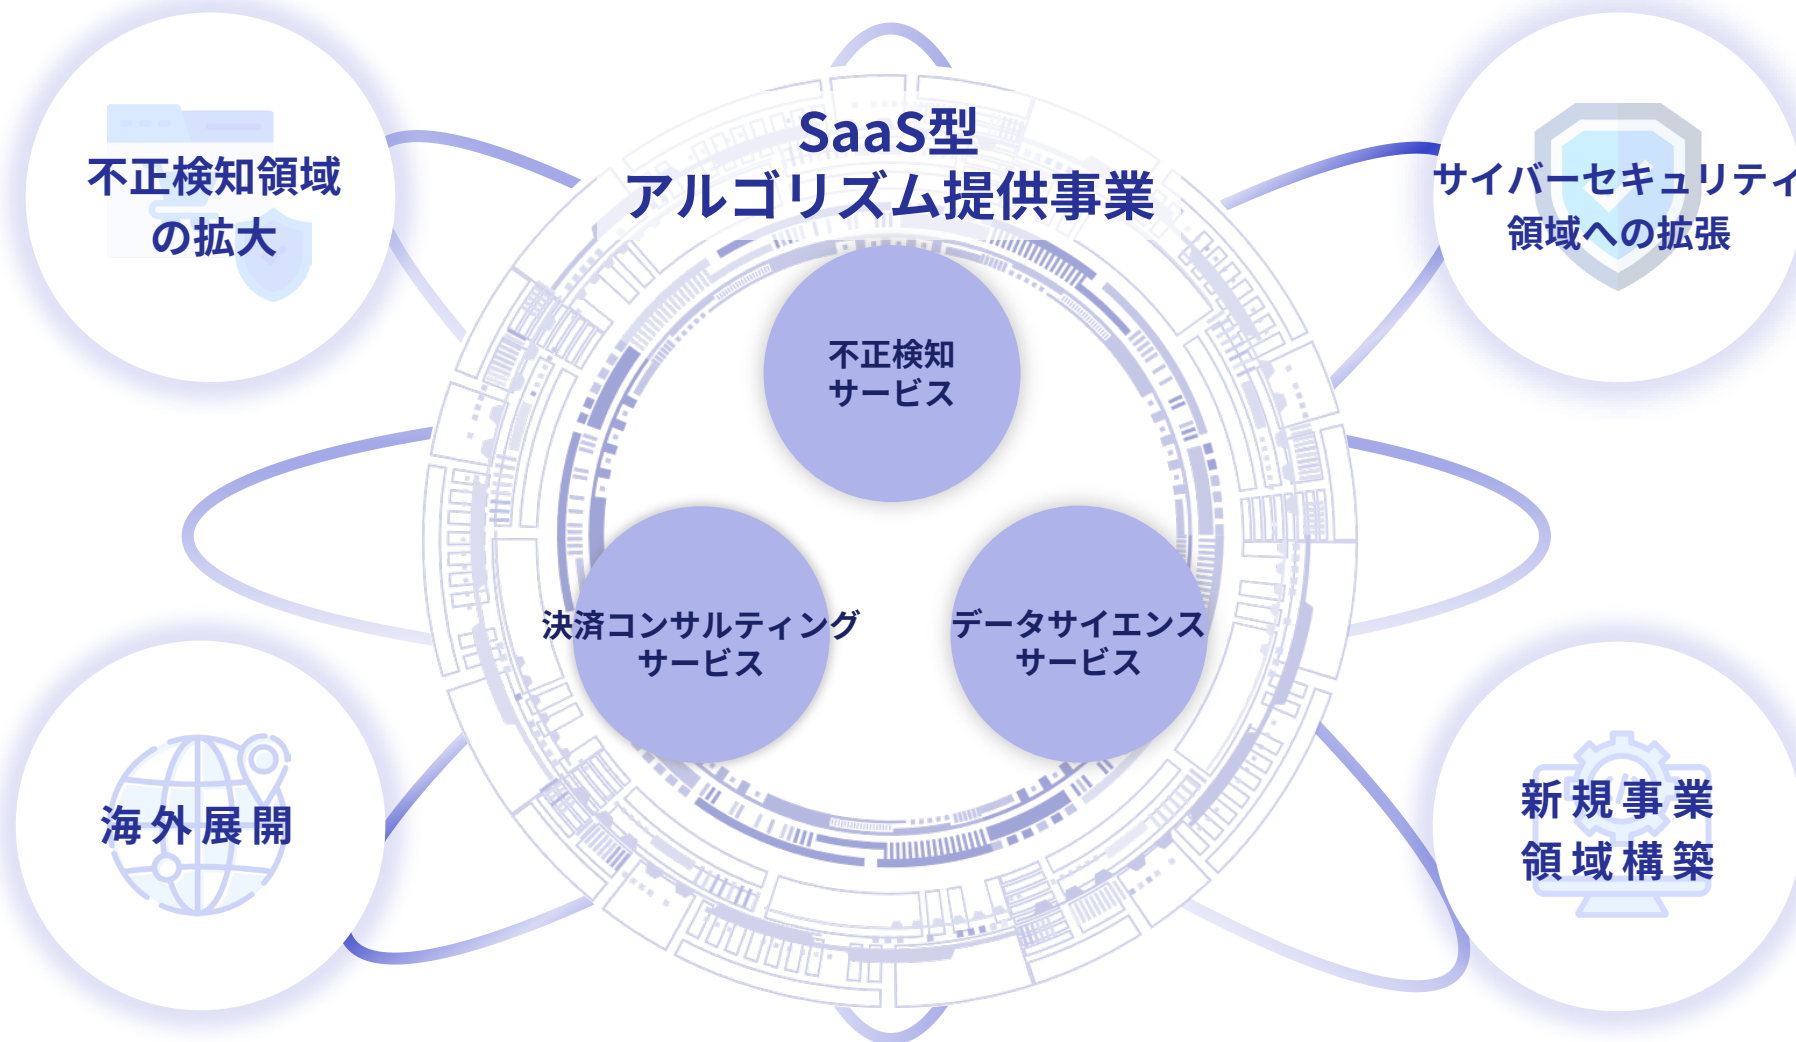 不正検知領域
の拡大
SaaS型
アルゴリズム提供事業
サイバーセキュリティ
領域への拡張
不正検知
サービス
決済コンサルティング
サービス
データサイエンス
サービス
海外展開
新規事業
領域構築